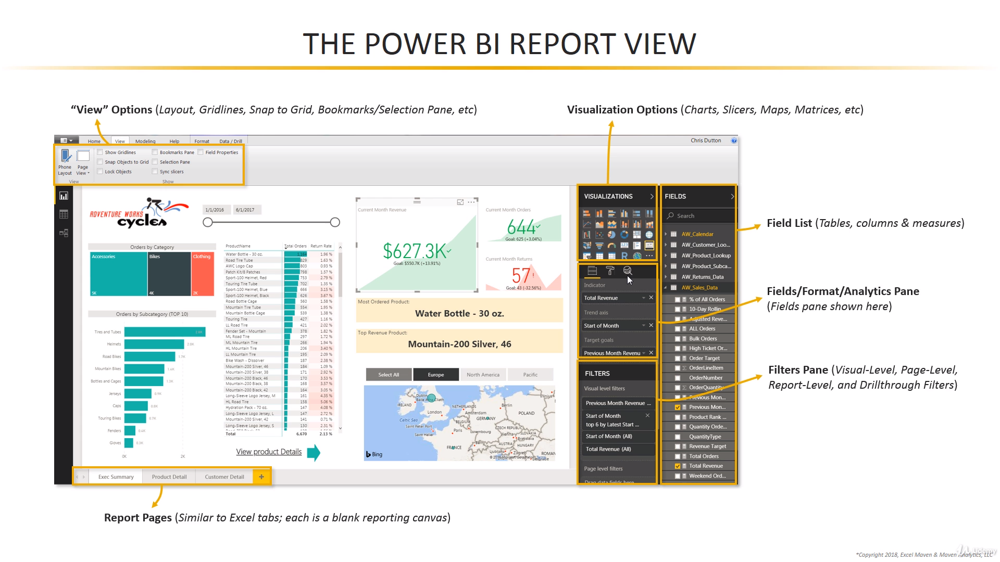 THE POWER BI REPORT VIEW
“View” Options (Layout, Gridlines, Snap to Grid, Bookmarks/Selection Pane, etc)
Visualization Options (Charts, Slicers, Maps, Matrices, etc)
Home View Modeling Help Format Data / Drill
Chris Dutton
Show Gridlines Bookmarks Pane Field Properties
Snap Objects to Grid Selection Pane
Lock Objects Sync slicers
Phone Layout
Page View
View
Show
ADVENTURE WORKS
cycles
1/1/2016 6/1/2017
Orders by Category
Accessories Bikes Clothing
5K 4K 2K
Orders by Subcategory (TOP 10)
Tires and Tubes 2.6K
Helmets 2.0K
Road Bikes 1.7K
Mountain Bikes 1.4K
Bottles and Cages 1.3K
Jerseys 0.9K
Caps 0.8K
Touring Bikes 0.7K
Fenders 0.4K
Gloves 0.3K
0K 2K
ProductName Total Orders Return Rate
Water Bottle - 30 oz. 1,164 1.96 %
Road Tire Tube 829 1.63 %
AWC Logo Cap 803 0.93 %
Patch Kit/8 Patches 798 1.57 %
Sport-100 Helmet, Red 753 2.79 %
Touring Tire Tube 702 1.35 %
Sport-100 Helmet, Blue 666 3.15 %
Sport-100 Helmet, Black 626 3.67 %
Road Bottle Cage 560 1.58 %
Mountain Tire Tube 554 1.95 %
Mountain Bottle Cage 539 1.38 %
Touring Tire 427 1.16 %
LL Road Tire 421 2.02 %
Fender Set - Mountain 378 1.82 %
ML Road Tire 297 1.72 %
ML Mountain Tire 266 1.94 %
HL Mountain Tire 206 3.40 %
LL Mountain Tire 195 2.09 %
Bike Wash - Dissolver 187 2.38 %
Mountain-200 Silver, 46 184 1.09 %
Mountain-200 Silver, 38 171 2.92 %
Mountain-200 Black, 46 170 3.53 %
Mountain-200 Black, 38 168 3.57 %
Mountain-200 Black, 42 164 3.05 %
Long-Sleeve Logo Jersey, M 161 4.35 %
HL Road Tire 158 5.06 %
Hydration Pack - 70 oz. 147 4.08 %
Long-Sleeve Logo Jersey, L 147 2.72 %
Mountain-200 Silver, 42 141 0.71 %
Long-Sleeve Logo Jersey, S 130 2.31 %
Total 6,670 2.13 %
View product Details
Current Month Revenue
$627.3K
Goal: $550.7K (+13.91%)
Current Month Orders
644
Goal: 625 (+3.04%)
Current Month Returns
57!
Goal: 43 (-32.56%)
Most Ordered Product:
Water Bottle - 30 oz.
Top Revenue Product:
Mountain-200 Silver, 46
Select All Europe North America Pacific
Dublin
Baile Átha Cliath
IRELAND
NETHERLANDS
Berlin
Vilnius
London
Amsterdam
POLAND
Celtic Sea
BELGIUM
GERMANY
Saint Peter Port
Paris
Luxembourg
CZECH REPUBLIC
Saint Helier
Vienna
SLOVAKIA
Bratislava
FRANCE
BERN
AUSTRIA
HUNGARY
Ljubljana
Zagreb
ROMAN
Belgrade
Bing
© 2018 Microsoft Corporation Terms
VISUALIZATIONS
R
Indicator
Total Revenue
Trend axis
Start of Month
Target goals
Previous Month Revenu
FILTERS
Visual level filters
Previous Month Revenue ...
Start of Month
top 6 by Latest Start ...
Start of Month (All)
Total Revenue (All)
Page level filters
Drag data fields here
FIELDS
Search
AW_Calendar
AW_Customer_Loo...
AW_Product_Lookup
AW_Product_Subca...
AW_Returns_Data
AW_Sales_Data
% of All Orders
10-Day Rollin
Adjusted Reve...
ALL Orders
Bulk Orders
High Ticket Or...
Order Target
OrderLineItem
OrderNumber
OrderQuantity
Previous Mon...
Previous Mon...
Product Rank ...
Quantity Orde...
QuantityType
Revenue Target
Total Orders
Total Revenue
Weekend Ord...
Field List (Tables, columns & measures)
Fields/Format/Analytics Pane
(Fields pane shown here)
Filters Pane (Visual-Level, Page-Level,
Report-Level, and Drillthrough Filters)
Exec Summary Product Detail Customer Detail +
Report Pages (Similar to Excel tabs; each is a blank reporting canvas)
Udemy
*Copyright 2018, Excel Maven & Maven Analytics, LLC